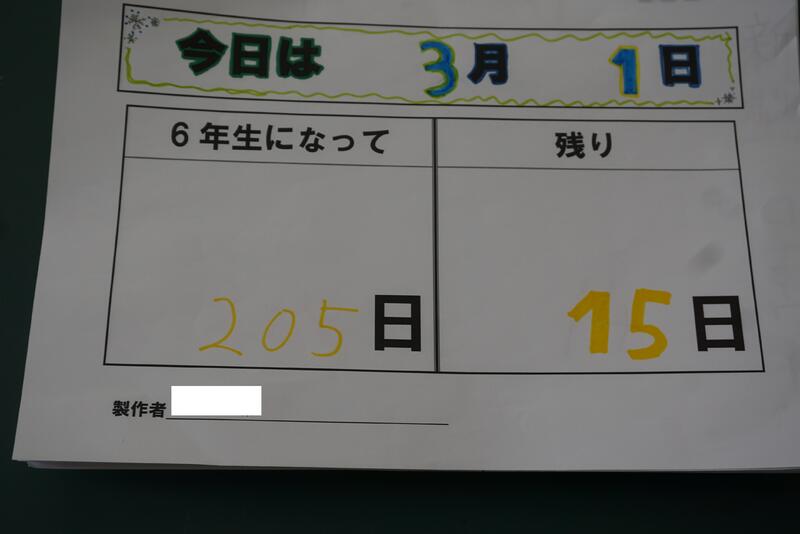 今日は 3月 1日
6年生になって
残り
205日
15日
製作者